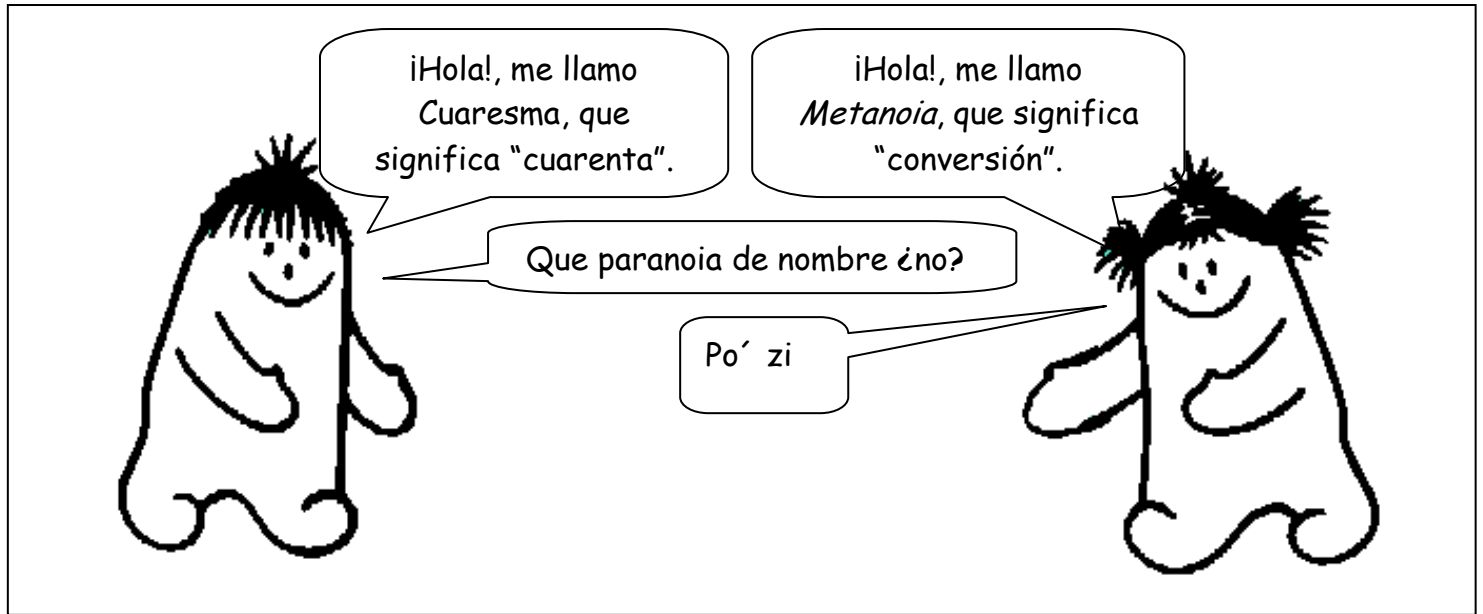 ¡Hola!, me llamo
Cuaresma, que
significa “cuarenta”.
¡Hola!, me llamo
Metanoia, que significa
“conversión”.
Que paranoia de nombre ¿no?
Po´ zi